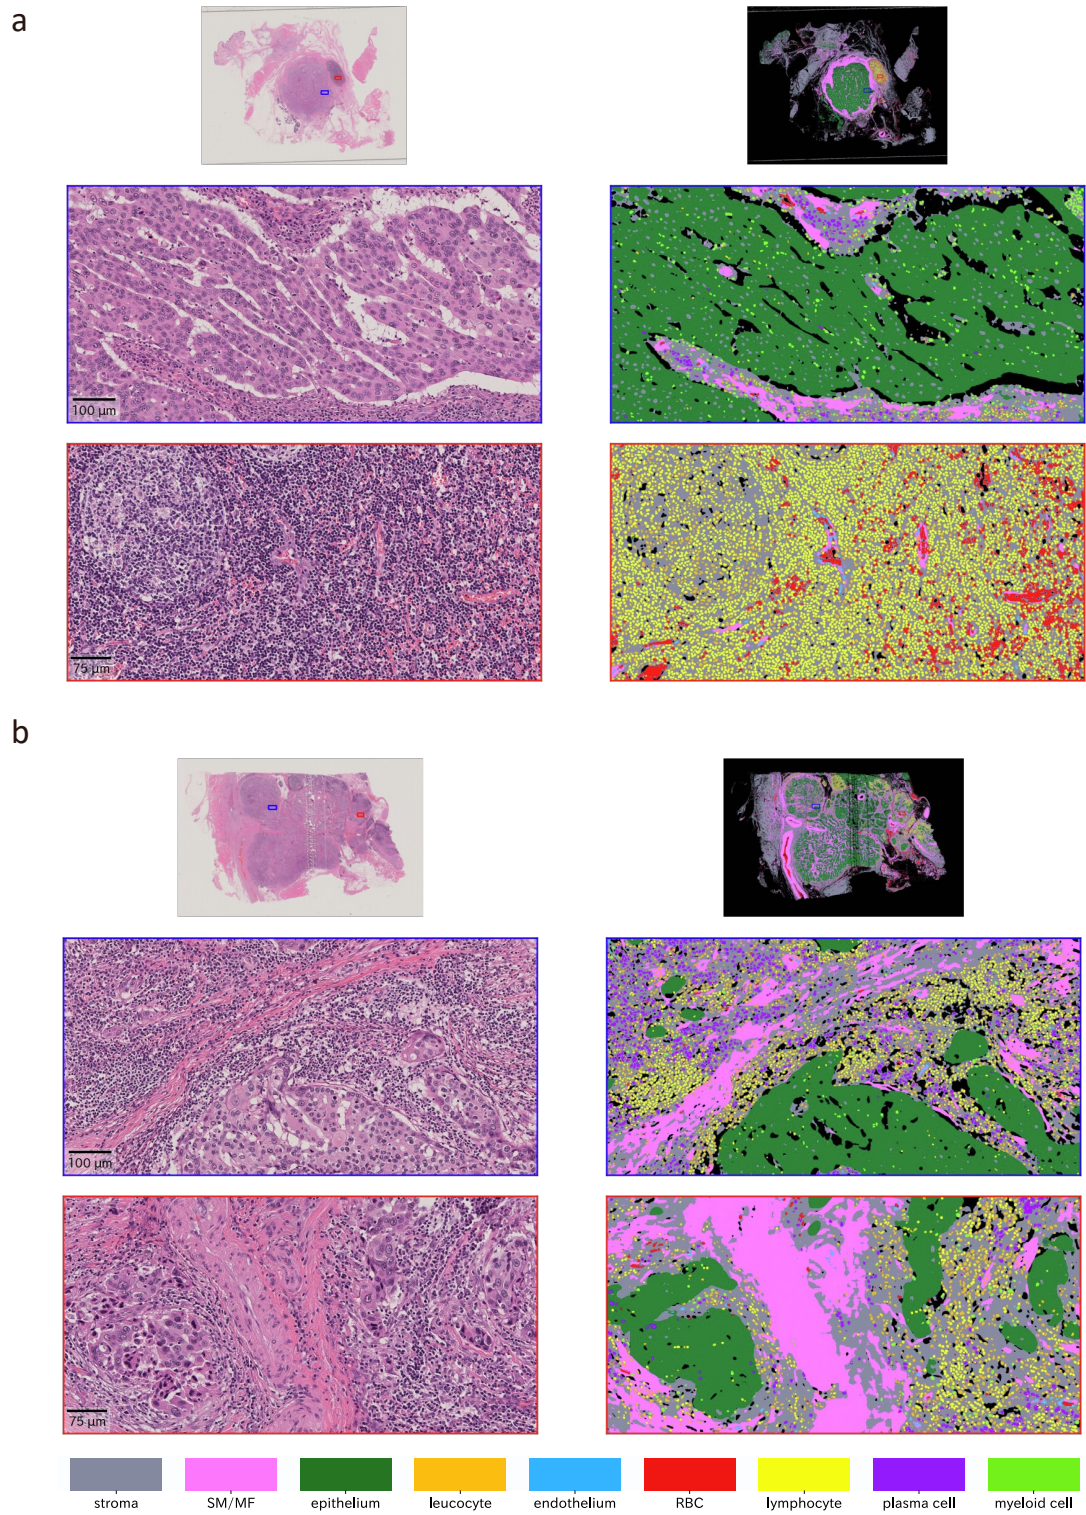 a
100 µm
75 µm
b
100 µm
75 µm
stroma SM/MF epithelium leucocyte endothelium RBC lymphocyte plasma cell myeloid cell